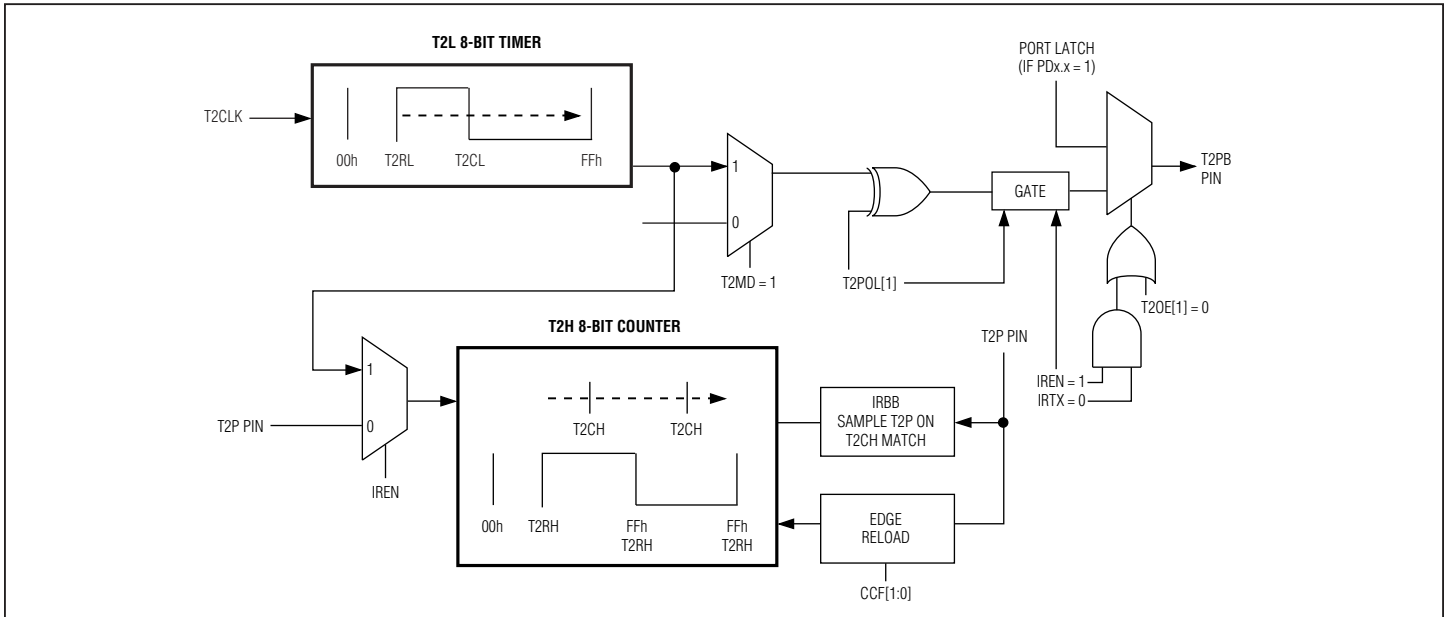 T2L 8-BIT TIMER
T2CLK
00h
T2RL
T2CL
FFh
1
0
T2MD = 1
T2POL[1]
GATE
PORT LATCH
(IF PDx.x = 1)
T2PB
PIN
T2OE[1] = 0
IREN = 1
IRTX = 0
T2H 8-BIT COUNTER
1
0
T2P PIN
IREN
T2CH
T2CH
00h
T2RH
FFh
T2RH
FFh
T2RH
T2P PIN
IRBB
SAMPLE T2P ON
T2CH MATCH
EDGE
RELOAD
CCF[1:0]